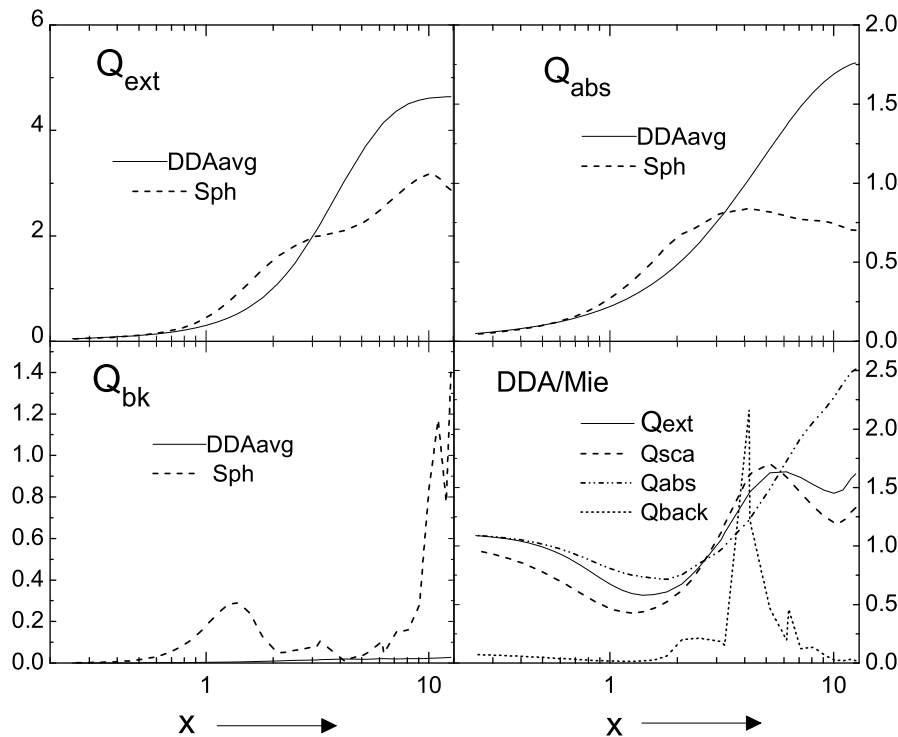 Q_ext
DDAavg
Sph
6
4
2
0
Q_abs
DDAavg
Sph
2.0
1.5
1.0
0.5
0.0
Q_bk
DDAavg
Sph
1.4
1.2
1.0
0.8
0.6
0.4
0.2
0.0
1
10
x
DDA/Mie
Qext
Qsca
Qabs
Qback
2.5
2.0
1.5
1.0
0.5
0.0
1
10
x